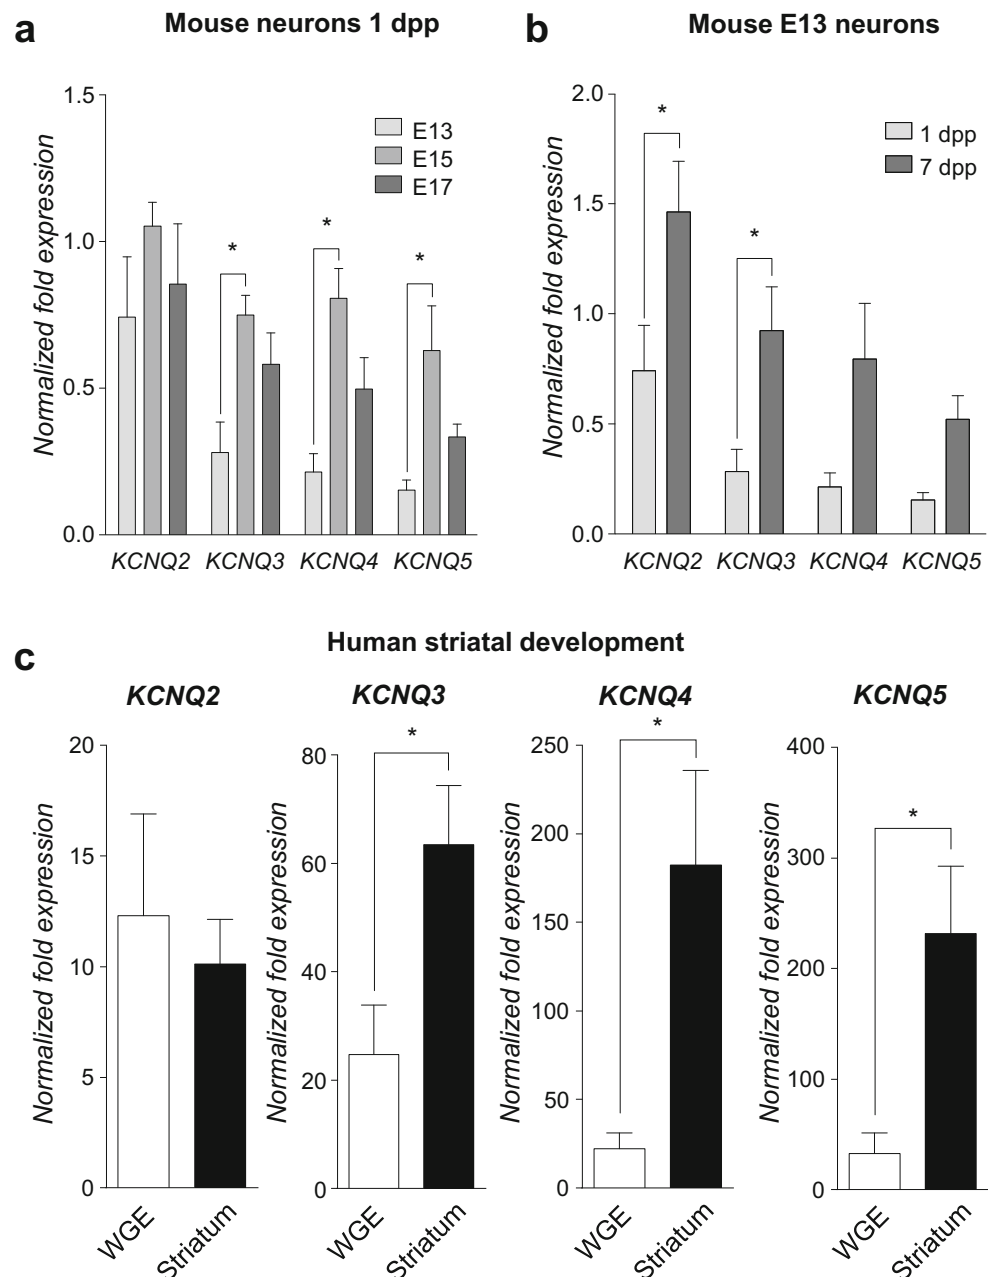 a
Mouse neurons 1 dpp
Normalized fold expression
1.5
1.0
0.5
0.0
E13
E15
E17
*
*
*
KCNQ2 KCNQ3 KCNQ4 KCNQ5
b
Mouse E13 neurons
Normalized fold expression
2.0
1.5
1.0
0.5
0.0
1 dpp
7 dpp
*
*
KCNQ2 KCNQ3 KCNQ4 KCNQ5
c
Human striatal development
KCNQ2
Normalized fold expression
20
15
10
5
0
WGE
Striatum
KCNQ3
Normalized fold expression
80
60
40
20
0
*
WGE
Striatum
KCNQ4
Normalized fold expression
250
200
150
100
50
0
*
WGE
Striatum
KCNQ5
Normalized fold expression
400
300
200
100
0
*
WGE
Striatum